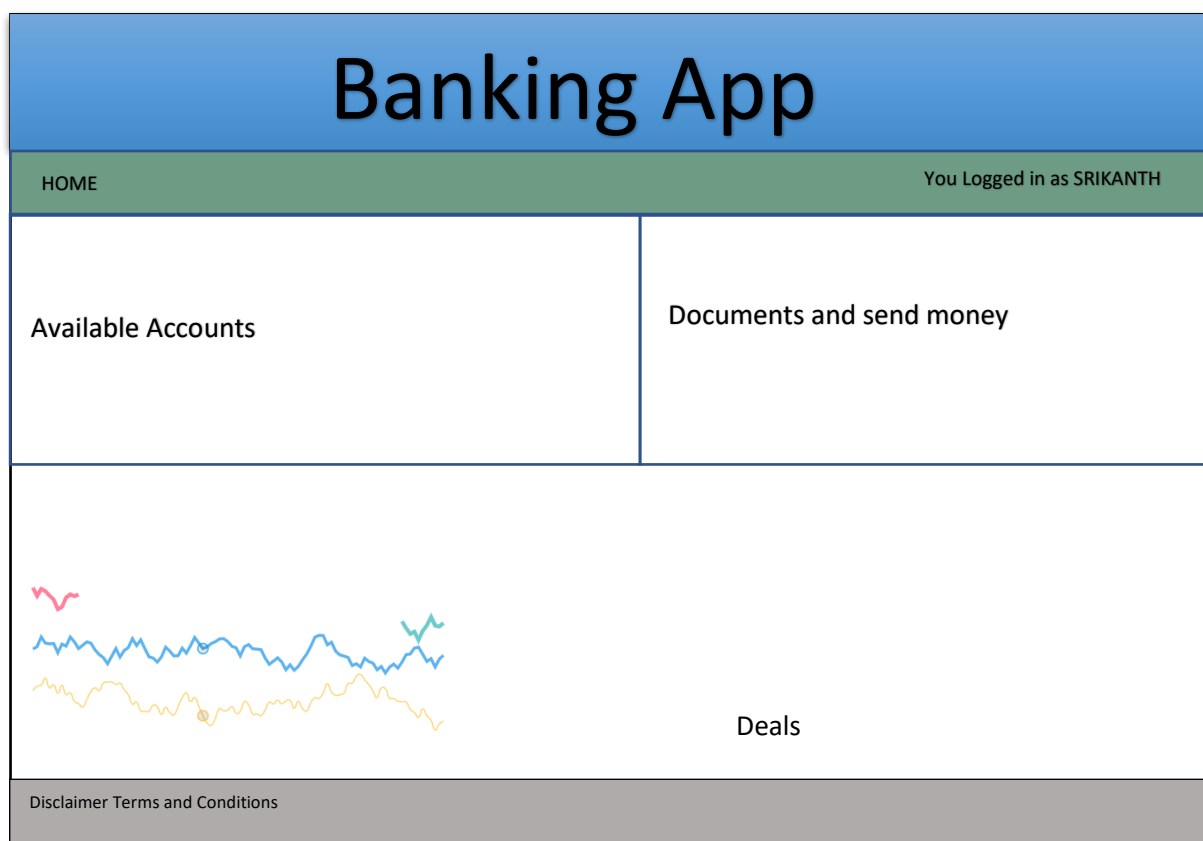 Banking App
HOME
You Logged in as SRIKANTH
Available Accounts
Documents and send money
Deals
Disclaimer Terms and Conditions